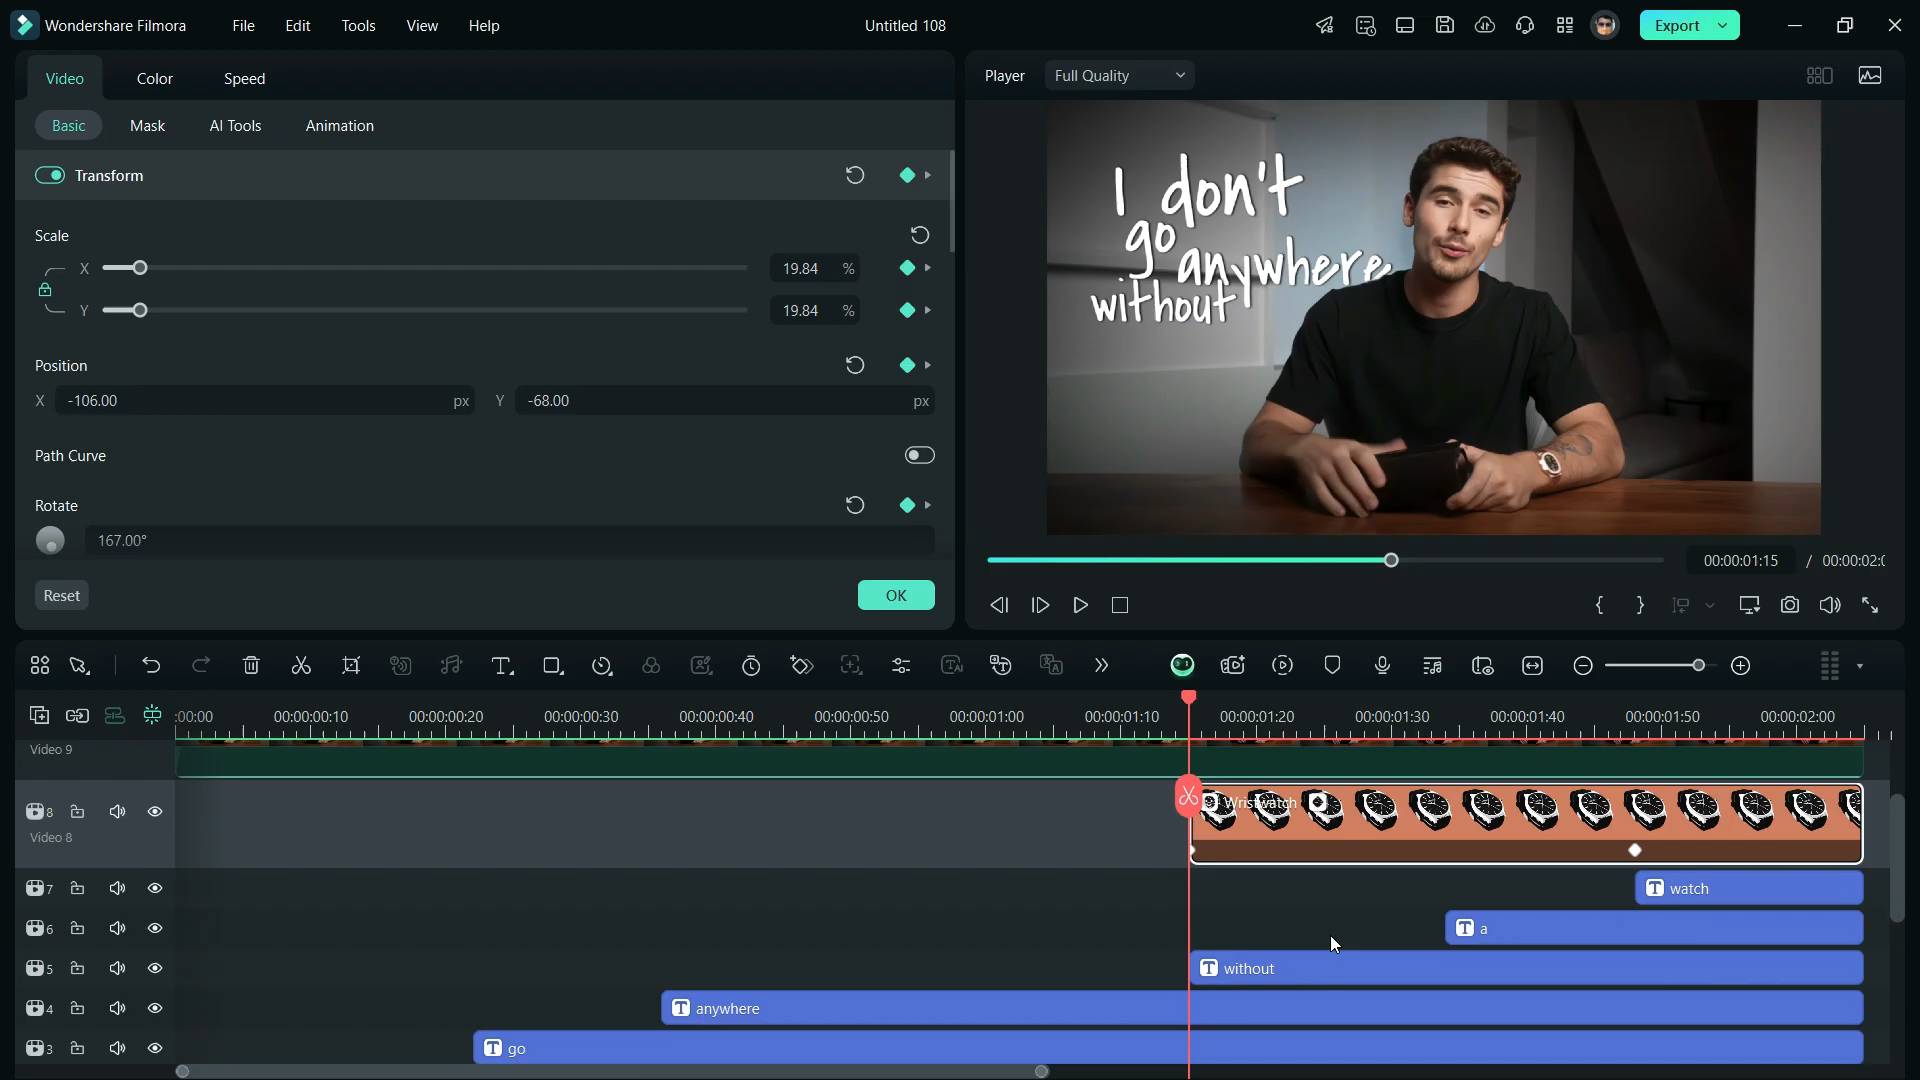 Wondershare Filmora File Edit Tools View Help Untitled 108 Export
Video Color Speed
Player Full Quality
Basic Mask AI Tools Animation
Transform
Scale
X 19.84 %
Y 19.84 %
Position
X -106.00 px Y -68.00 px
Path Curve
Rotate
167.00°
Reset OK
I don't
go
anywhere
without
00:00:01:15 / 00:00:02:0
:00:00 00:00:00:10 00:00:00:20 00:00:00:30 00:00:00:40 00:00:00:50 00:00:01:00 00:00:01:10 00:00:01:20 00:00:01:30 00:00:01:40 00:00:01:50 00:00:02:00
Video 9
8 Wristwatch
Video 8
7 T watch
6 T a
5 T without
4 T anywhere
3 T go